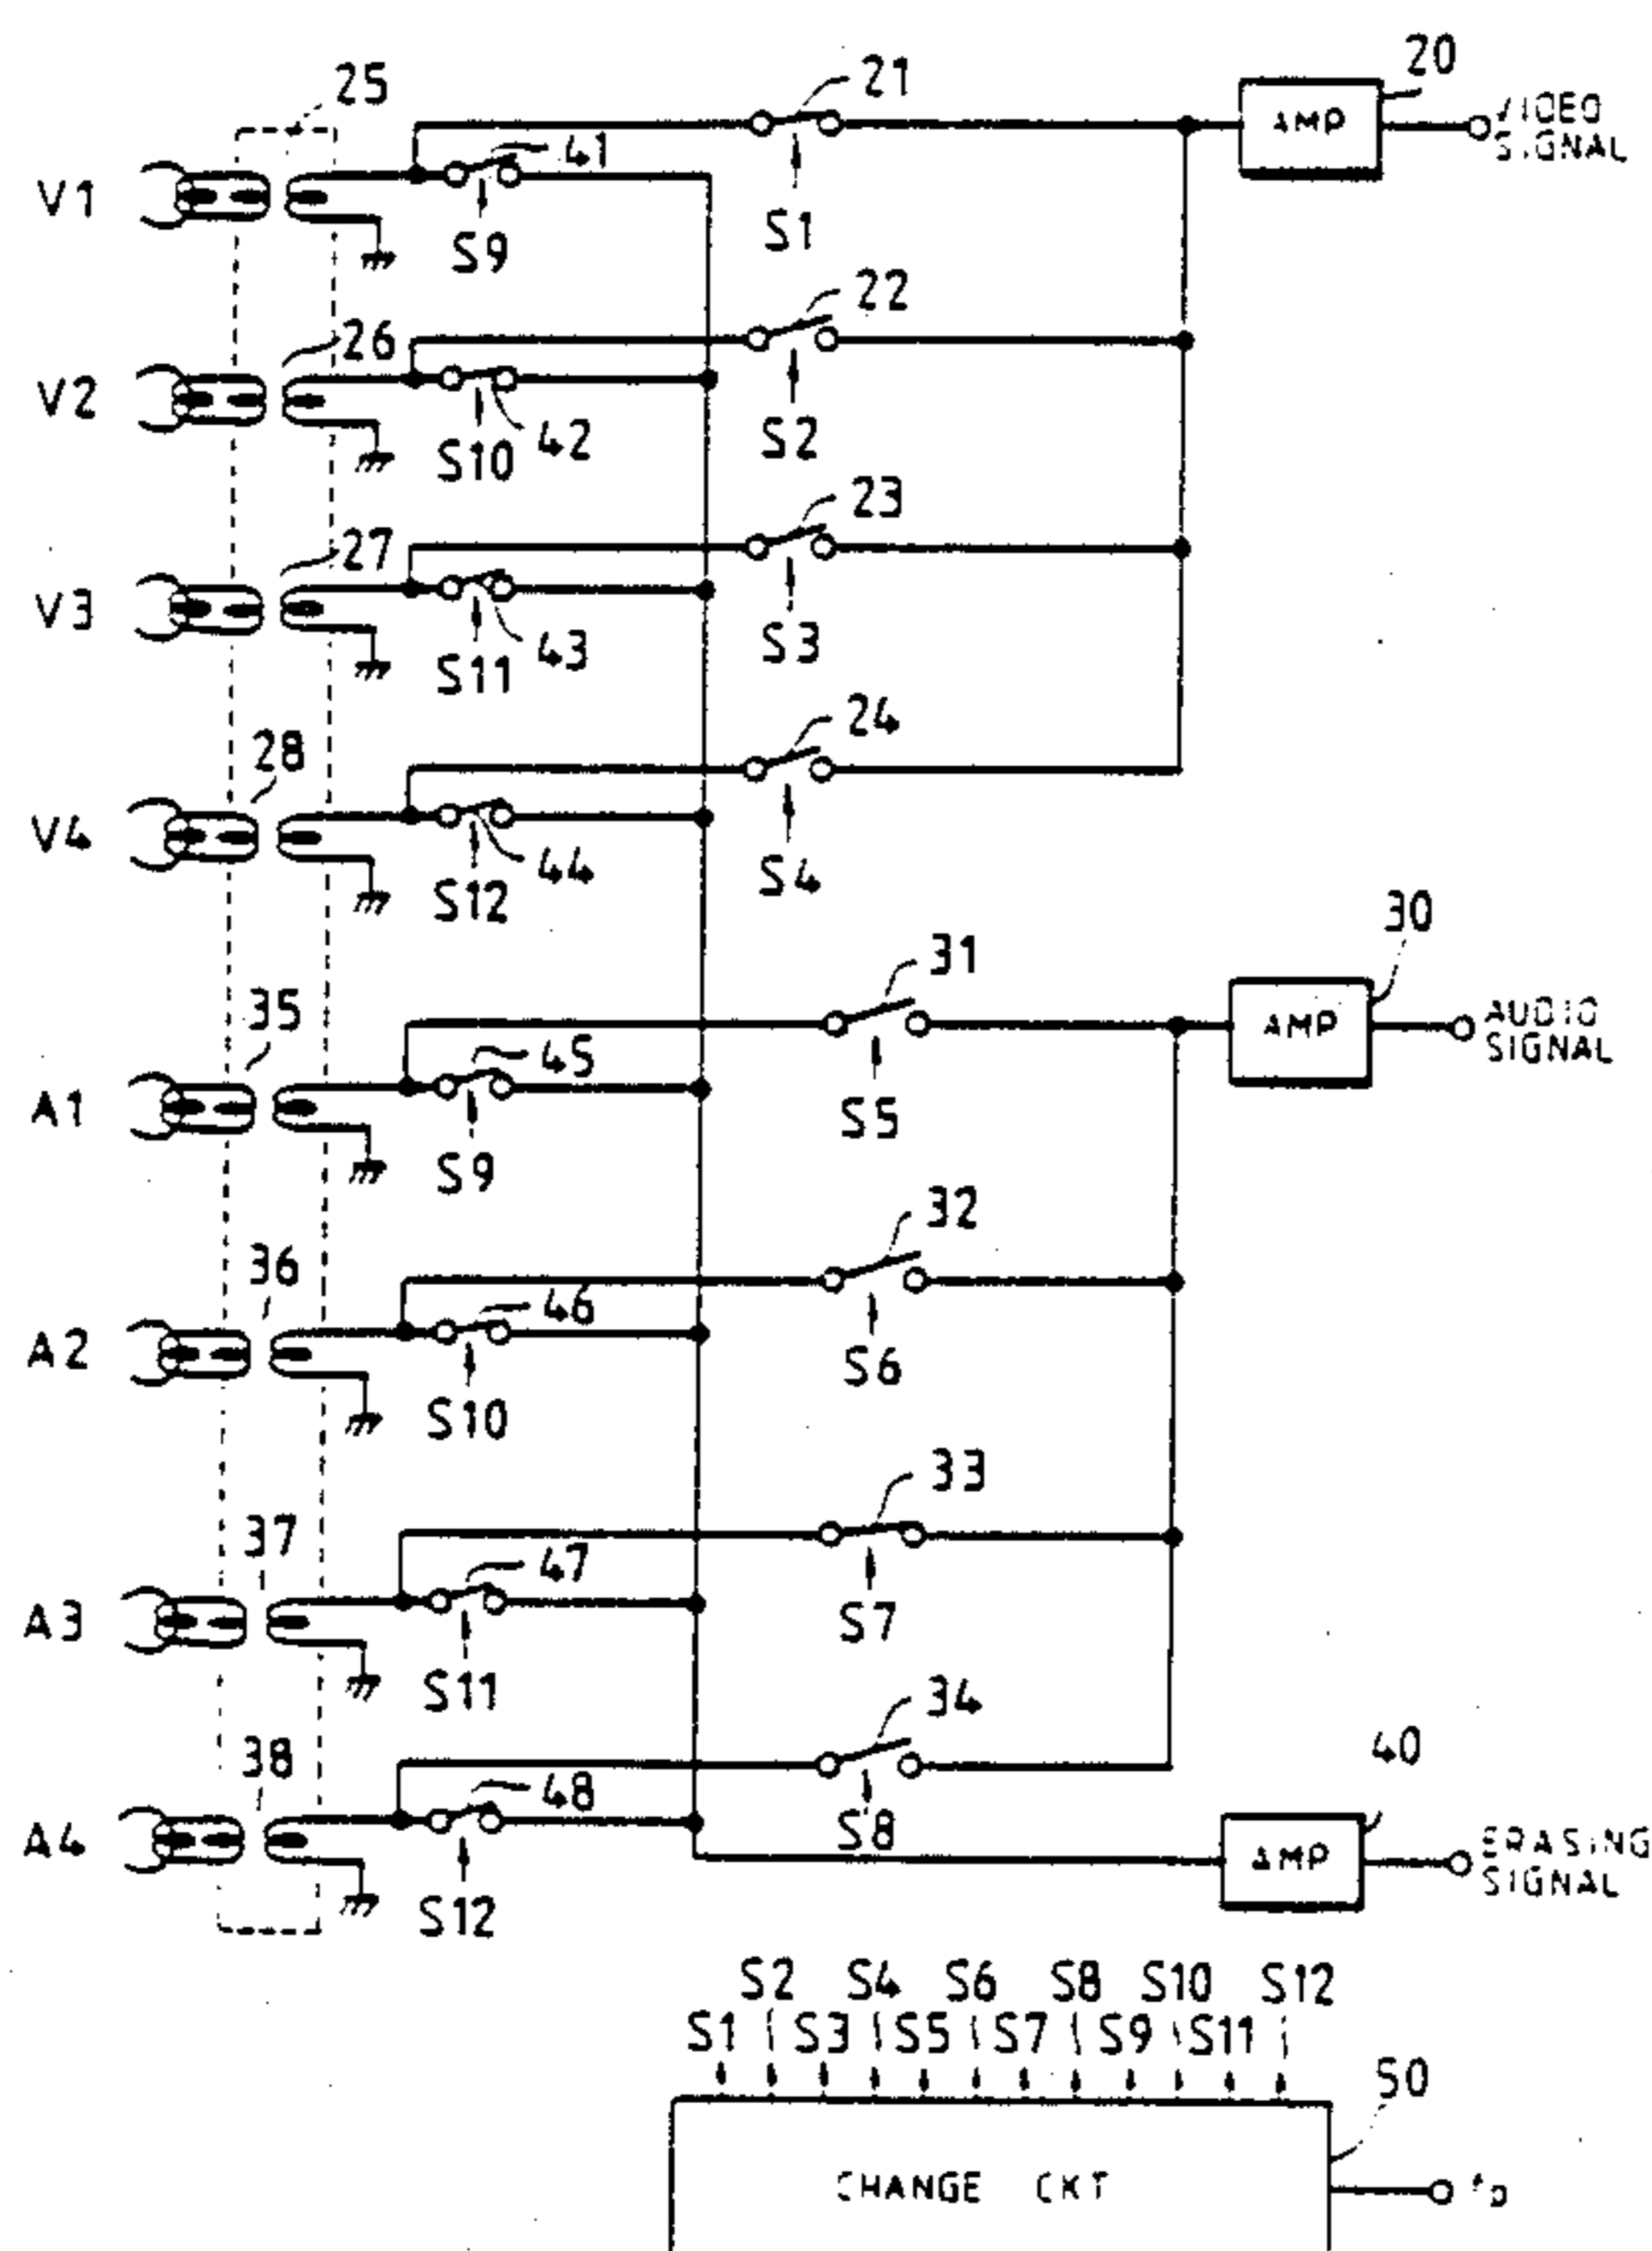 20
21
25
AMP
VIDEO
SIGNAL
41
V1
S9
S1
22
26
V2
42
S10
S2
23
27
V3
43
S11
S3
24
28
V4
44
S12
S4
30
31
35
AMP
AUDIO
SIGNAL
45
A1
S5
S9
32
36
46
A2
S6
S10
33
37
47
A3
S7
S11
34
38
40
48
A4
S8
AMP
ERASING
SIGNAL
S12
S2 S4 S6 S8 S10 S12
S1 S3 S5 S7 S9 S11
50
CHANGE CKT